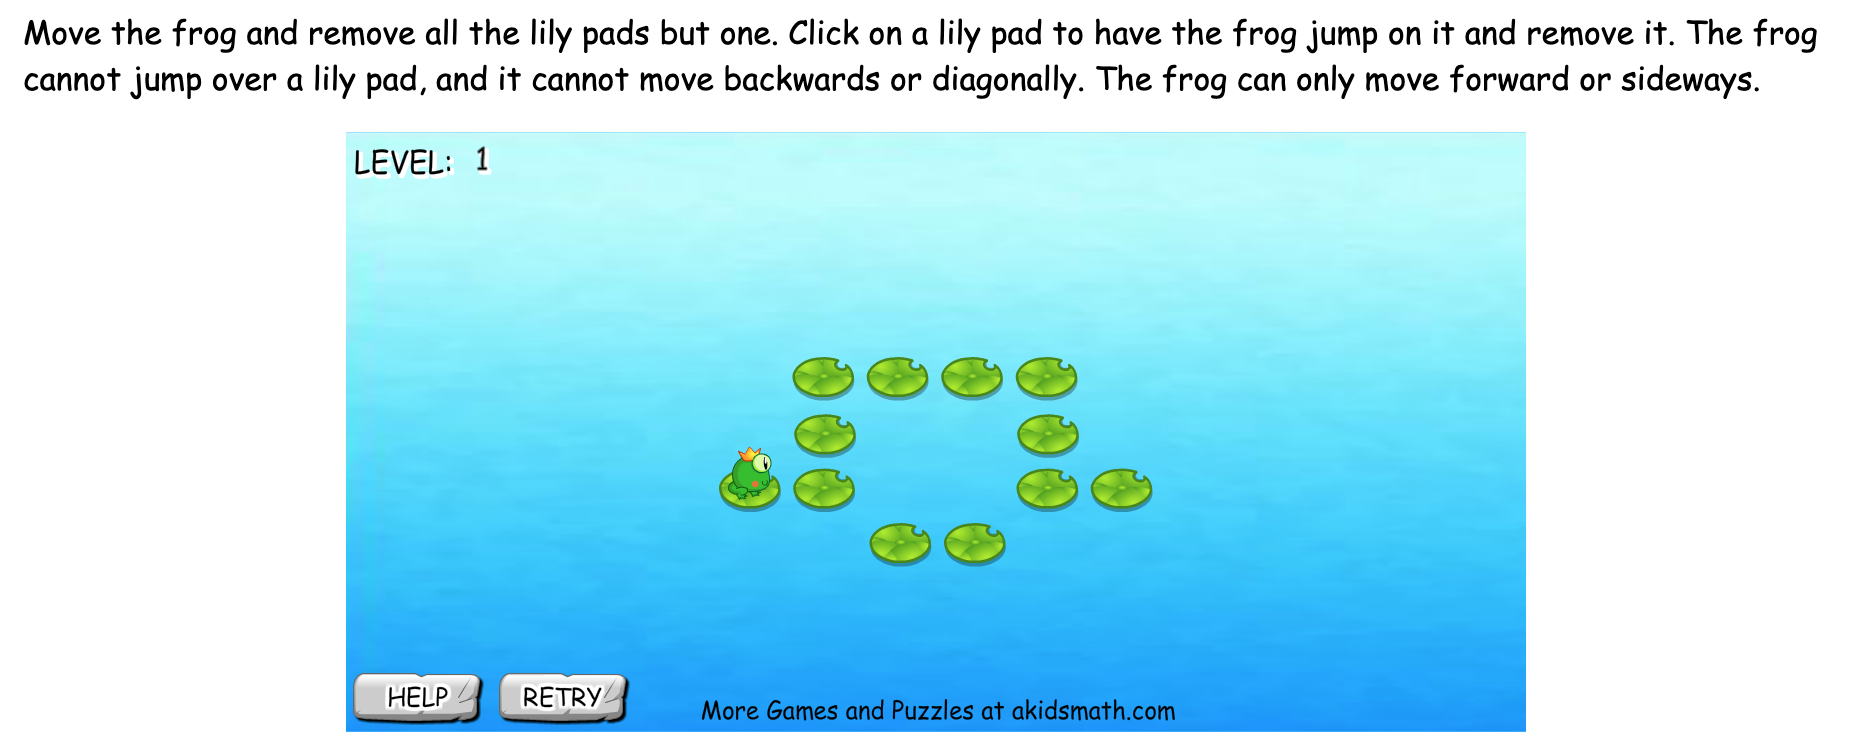 Move the frog and remove all the lily pads but one. Click on a lily pad to have the frog jump on it and remove it. The frog
cannot jump over a lily pad, and it cannot move backwards or diagonally. The frog can only move forward or sideways.
LEVEL: 1
HELP
RETRY
More Games and Puzzles at akidsmath.com